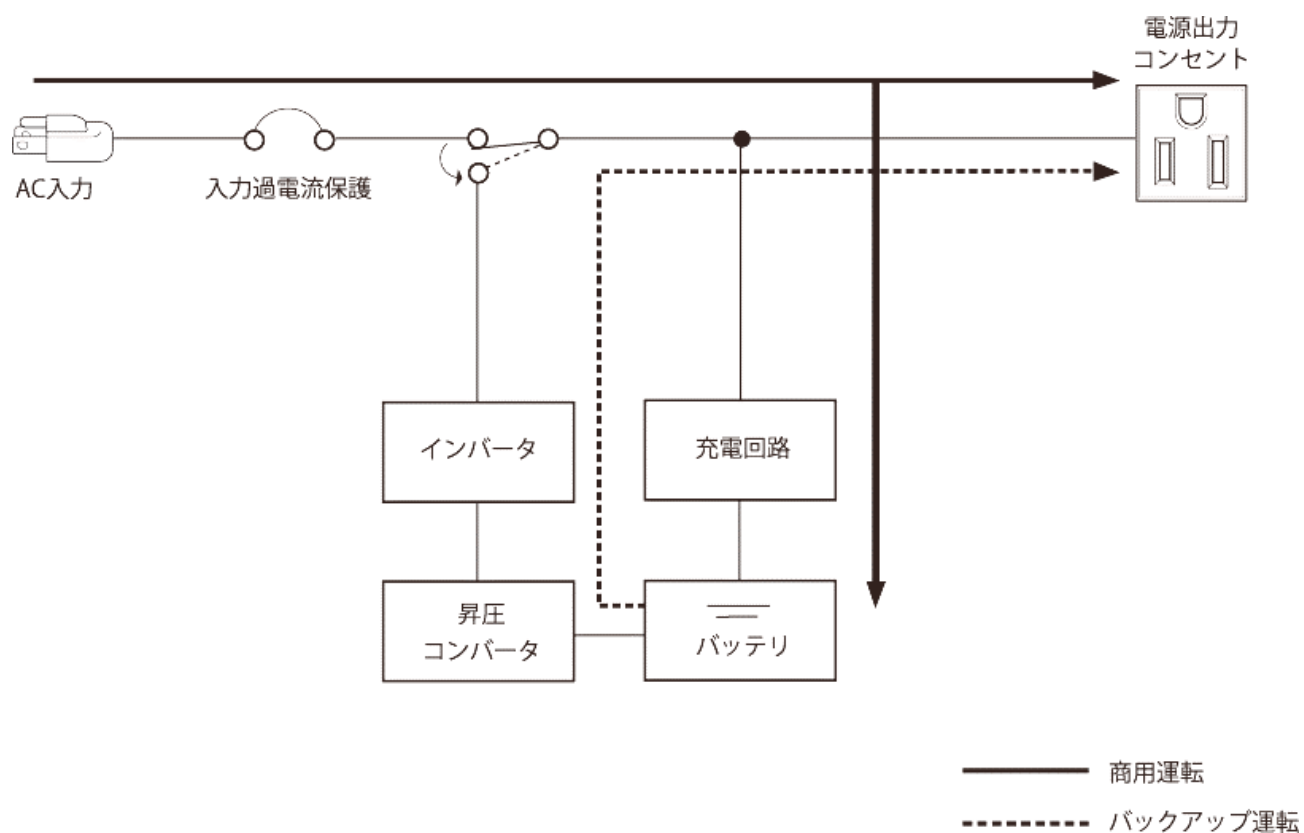 電源出力
コンセント
AC入力
入力過電流保護
インバータ
充電回路
昇圧
コンバータ
バッテリ
商用運転
バックアップ運転